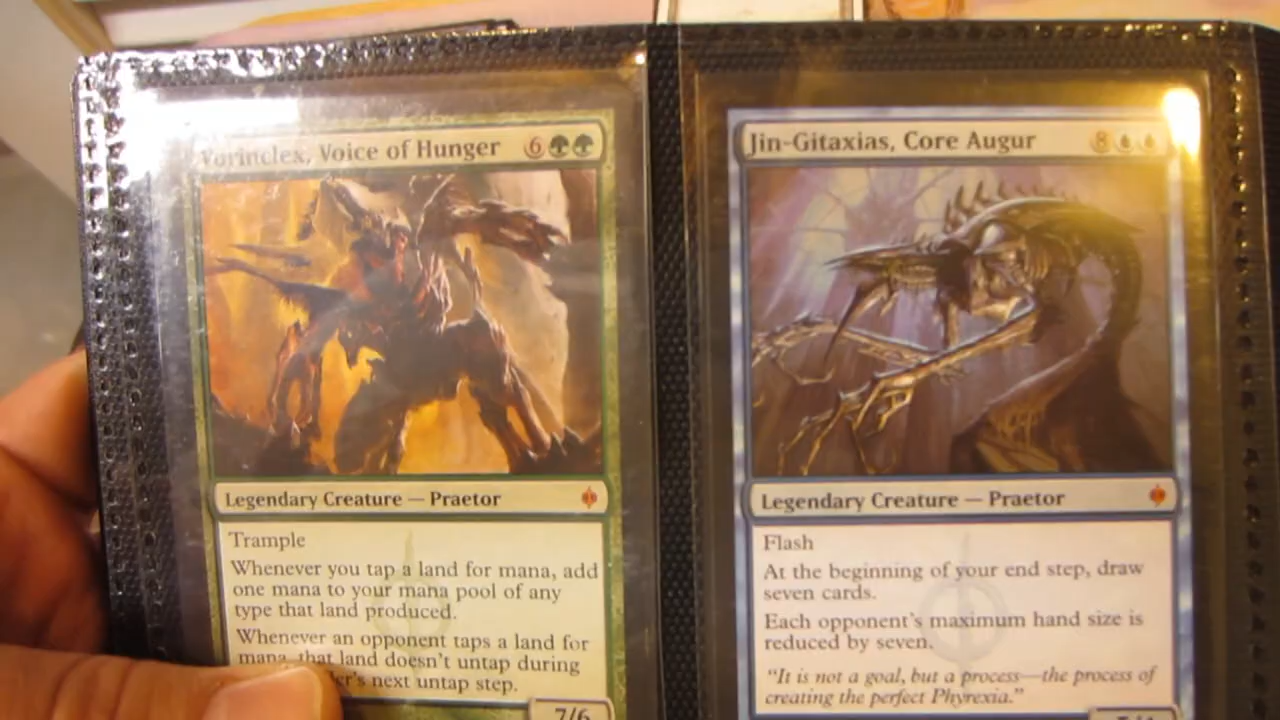 Vorinclex, Voice of Hunger 6
Legendary Creature — Praetor
Trample
Whenever you tap a land for mana, add
one mana to your mana pool of any
type that land produced.
Whenever an opponent taps a land for
mana, that land doesn't untap during
ler's next untap step.
7/6
Jin-Gitaxias, Core Augur 8
Legendary Creature — Praetor
Flash
At the beginning of your end step, draw
seven cards.
Each opponent's maximum hand size is
reduced by seven.
"It is not a goal, but a process—the process of
creating the perfect Phyrexia."